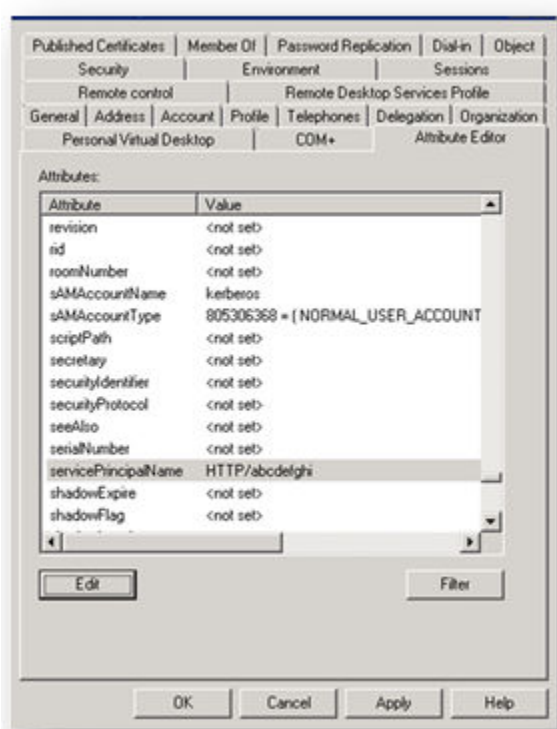 Published Certificates Member Of Password Replication Dial-in Object
Security Environment Sessions
Remote control Remote Desktop Services Profile
General Address Account Profile Telephones Delegation Organization
Personal Virtual Desktop COM+ Attribute Editor
Attributes:
Attribute Value
revision <not set>
rid <not set>
roomNumber <not set>
sAMAccountName kerberos
sAMAccountType 805306368 = ( NORMAL_USER_ACCOUNT
scriptPath <not set>
secretary <not set>
securityIdentifier <not set>
securityProtocol <not set>
seeAlso <not set>
serialNumber <not set>
servicePrincipalName HTTP/abcdefghi
shadowExpire <not set>
shadowFlag <not set>
Edit Filter
OK Cancel Apply Help